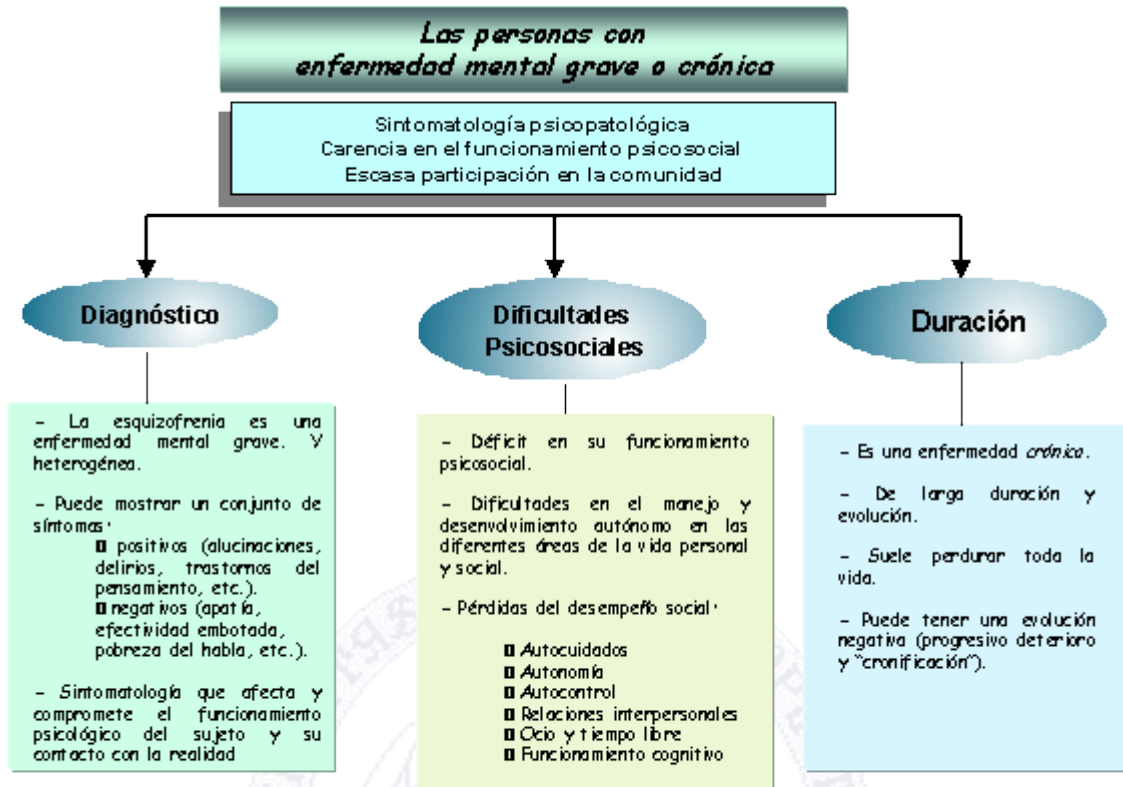 Las personas con
enfermedad mental grave o crónica
Sintomatología psicopatológica
Carencia en el funcionamiento psicosocial
Escasa participación en la comunidad
Diagnóstico
– La esquizofrenia es una
enfermedad mental grave. Y
heterogénea.
– Puede mostrar un conjunto de
síntomas:
positivos (alucinaciones,
delirios, trastornos del
pensamiento, etc.).
negativos (apatía,
efectividad embotada,
pobreza del habla, etc.).
– Sintomatología que afecta y
compromete el funcionamiento
psicológico del sujeto y su
contacto con la realidad
Dificultades
Psicosociales
– Déficit en su funcionamiento
psicosocial.
– Dificultades en el manejo y
desenvolvimiento autónomo en las
diferentes áreas de la vida personal
y social.
– Pérdidas del desempeño social:
Autocuidados
Autonomía
Autocontrol
Relaciones interpersonales
Ocio y tiempo libre
Funcionamiento cognitivo
Duración
– Es una enfermedad crónica.
– De larga duración y
evolución.
– Suele perdurar toda la
vida.
– Puede tener una evolución
negativa (progresivo deterioro
y "cronificación").